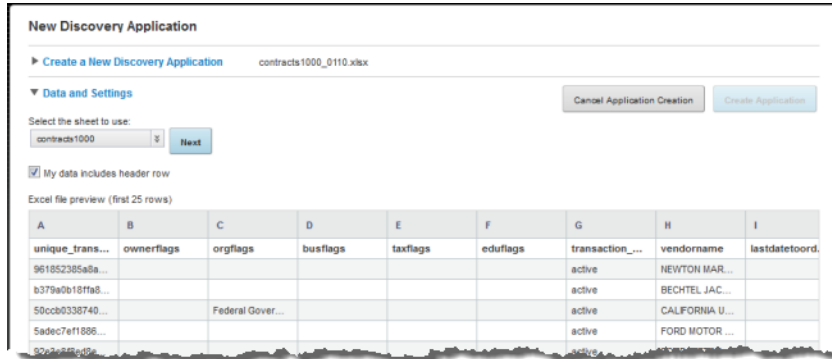 New Discovery Application
Create a New Discovery Application contracts1000_0110.xlsx
Data and Settings
Cancel Application Creation Create Application
Select the sheet to use:
contracts1000 Next
My data includes header row
Excel file preview (first 25 rows)
A B C D E F G H I
unique_trans... ownerflags orgflags busflags taxflags eduflags transaction_... vendorname lastdatetoord.
961852385a8a... active NEWTON MAR...
b379a0b18ffa8... active BECHTEL JAC...
50ccb0338740... Federal Gover... active CALIFORNIA U...
5adec7ef1886... active FORD MOTOR ...
active